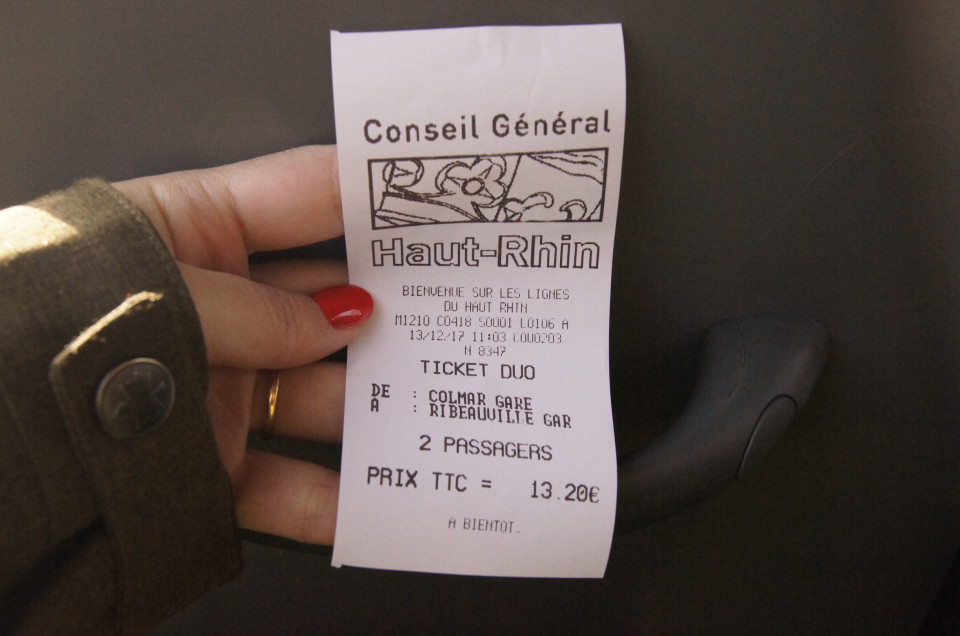 Conseil Général
Haut-Rhin
BIENVENUE SUR LES LIGNES
DU HAUT RHIN
M1210 C0418 S0001 L0106 A
13/12/17 11:03 COU0203
N 8347
TICKET DUO
DE : COLMAR GARE
A : RIBEAUVILLE GAR
2 PASSAGERS
PRIX TTC = 13.20€
A BIENTOT.